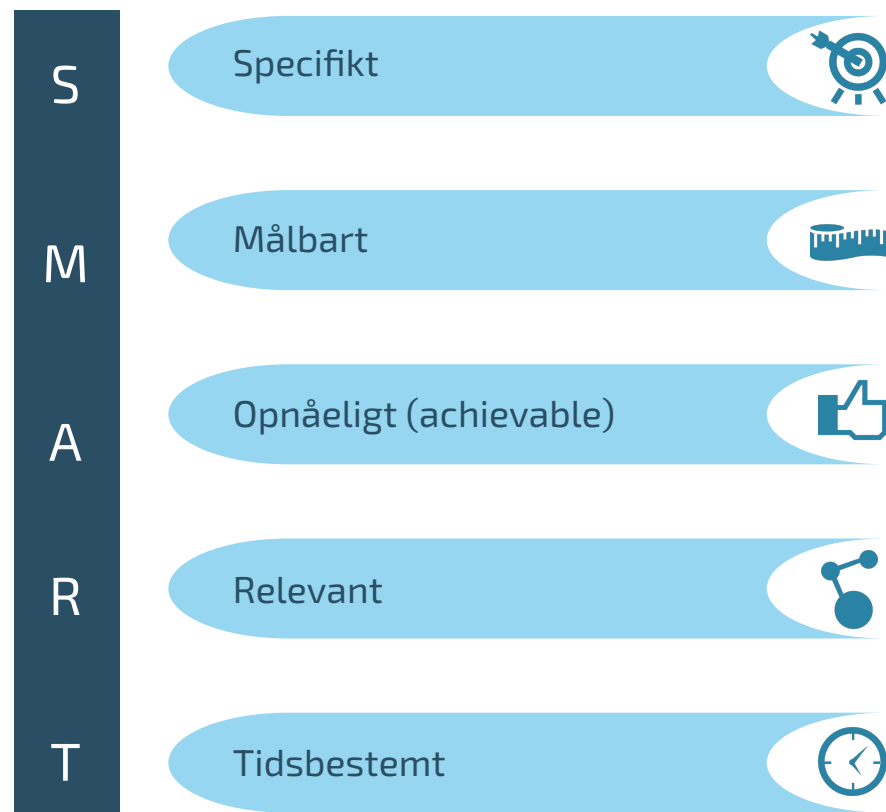 S
Specifikt
M
Målbart
A
Opnåeligt (achievable)
R
Relevant
T
Tidsbestemt